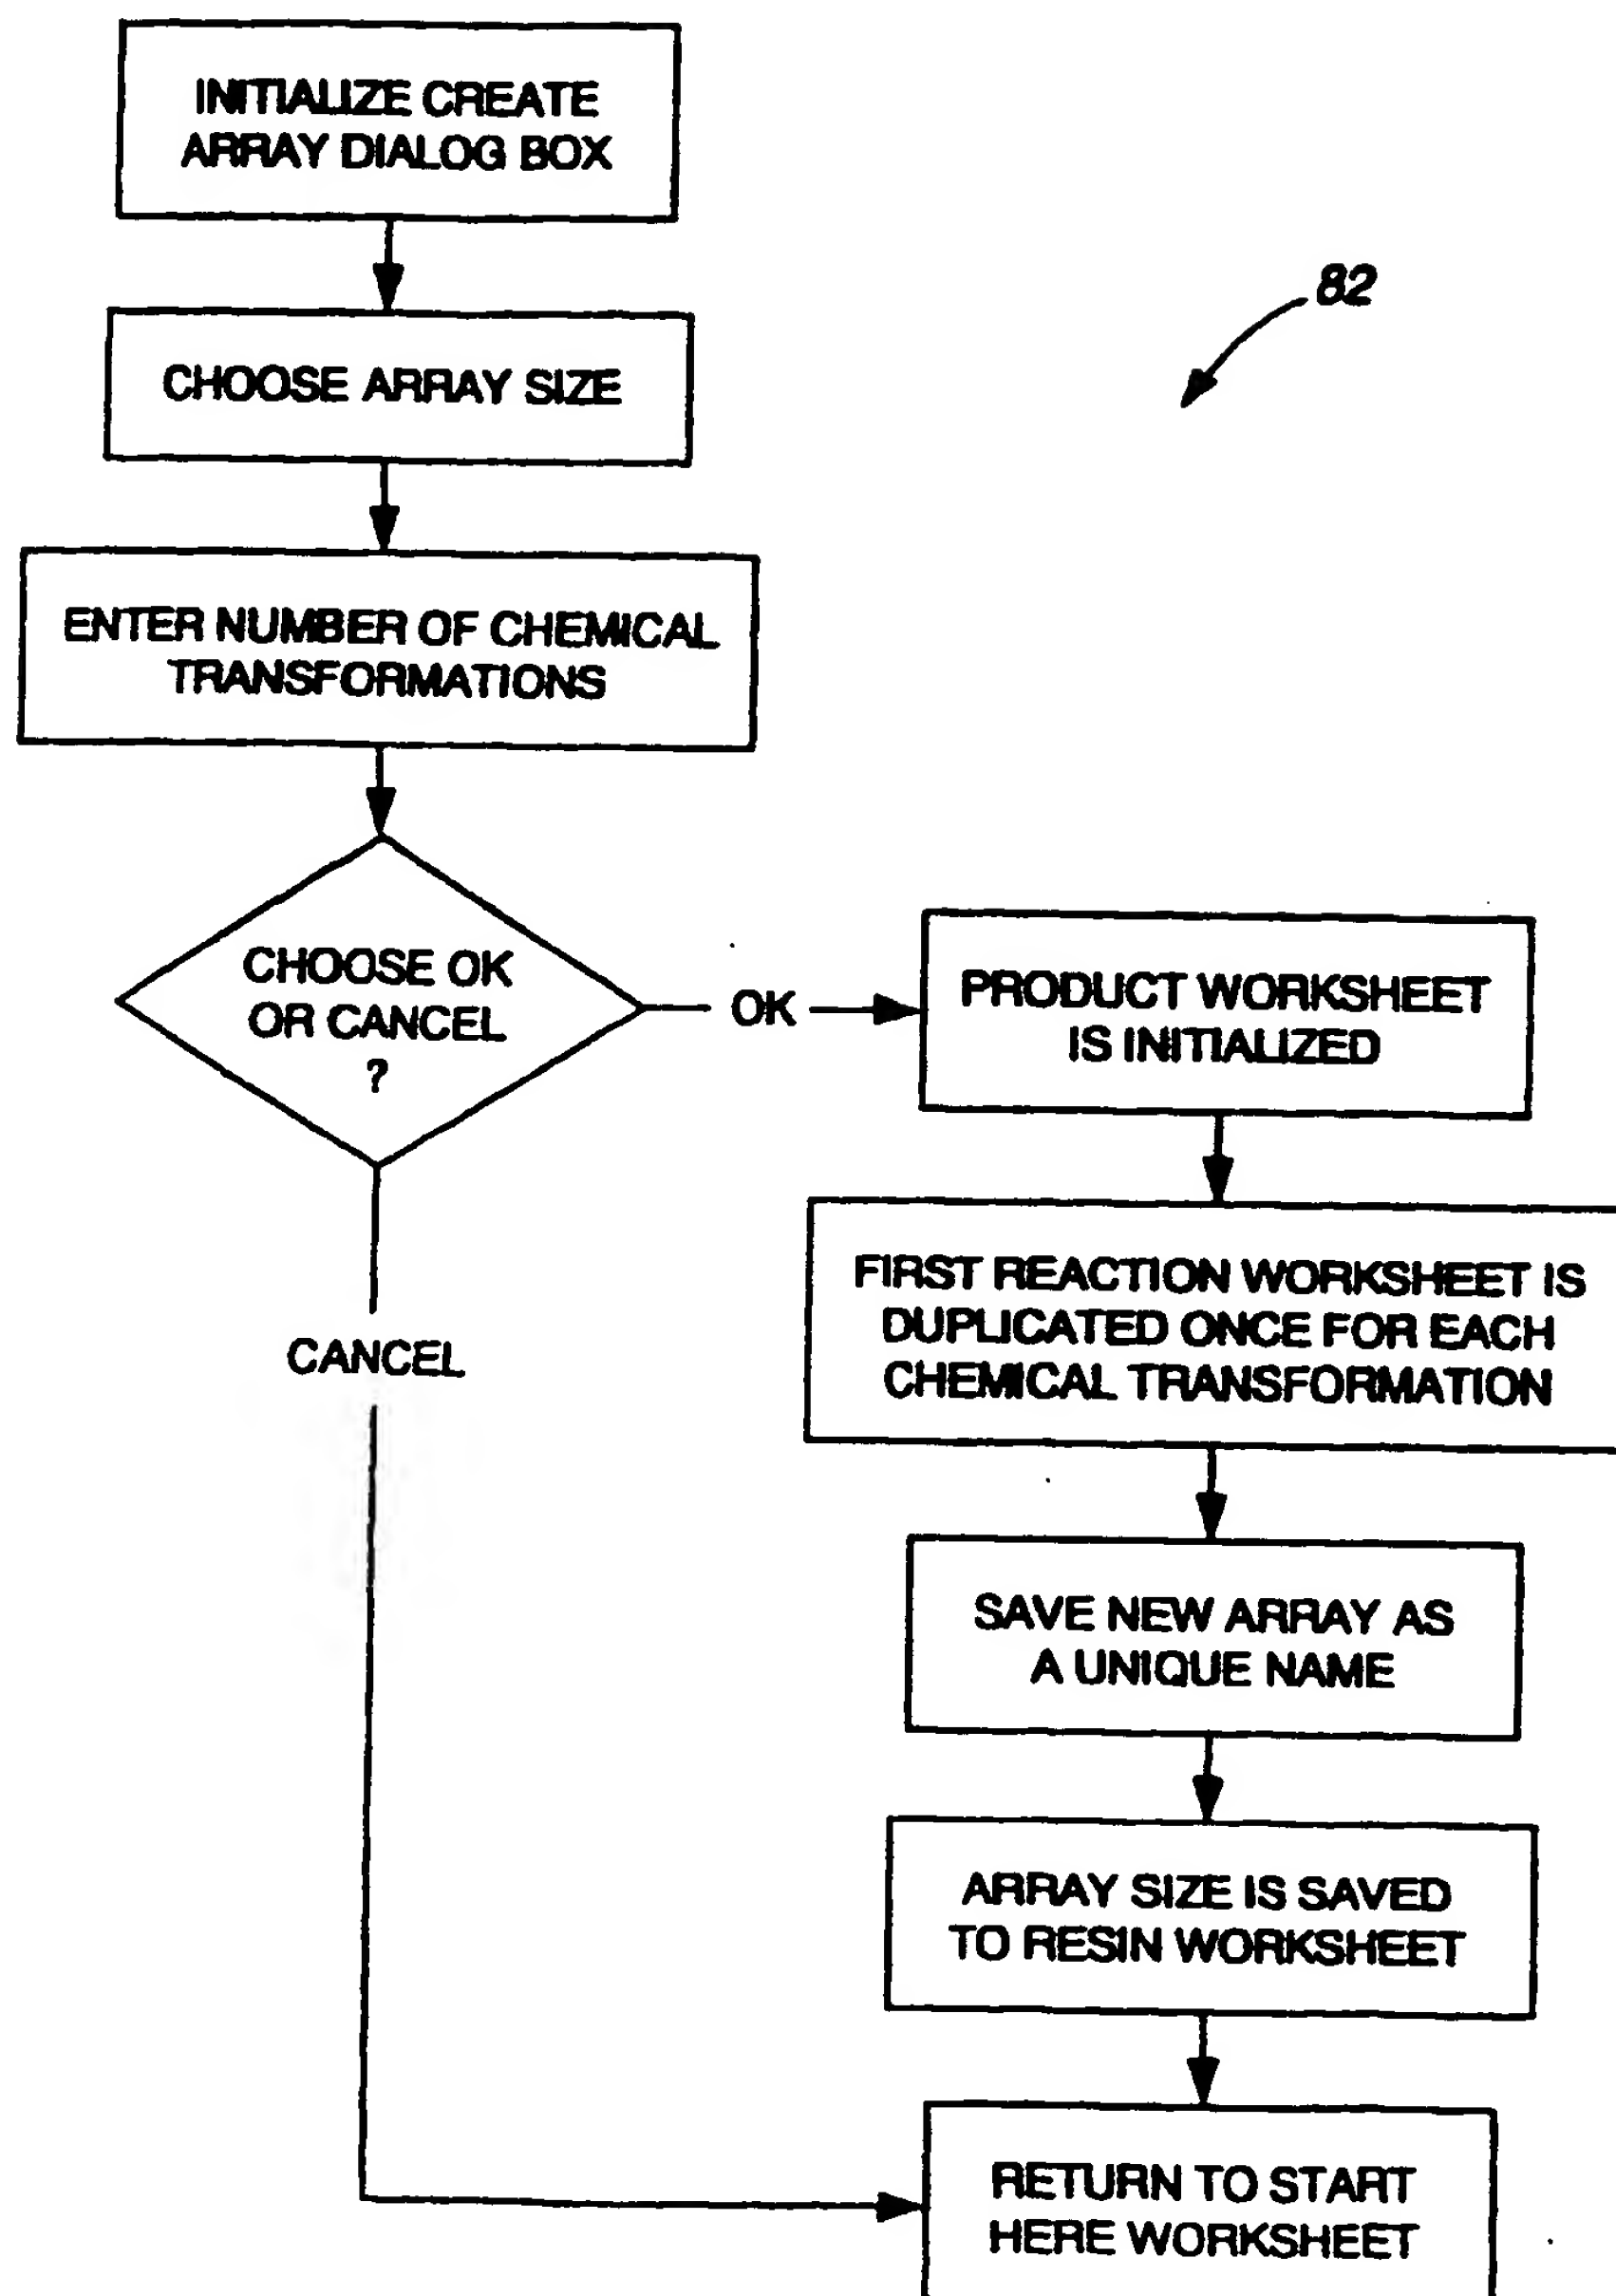 INITIALIZE CREATE
ARRAY DIALOG BOX
82
CHOOSE ARRAY SIZE
ENTER NUMBER OF CHEMICAL
TRANSFORMATIONS
CHOOSE OK
OR CANCEL
?
OK
PRODUCT WORKSHEET
IS INITIALIZED
FIRST REACTION WORKSHEET IS
DUPLICATED ONCE FOR EACH
CHEMICAL TRANSFORMATION
CANCEL
SAVE NEW ARRAY AS
A UNIQUE NAME
ARRAY SIZE IS SAVED
TO RESIN WORKSHEET
RETURN TO START
HERE WORKSHEET